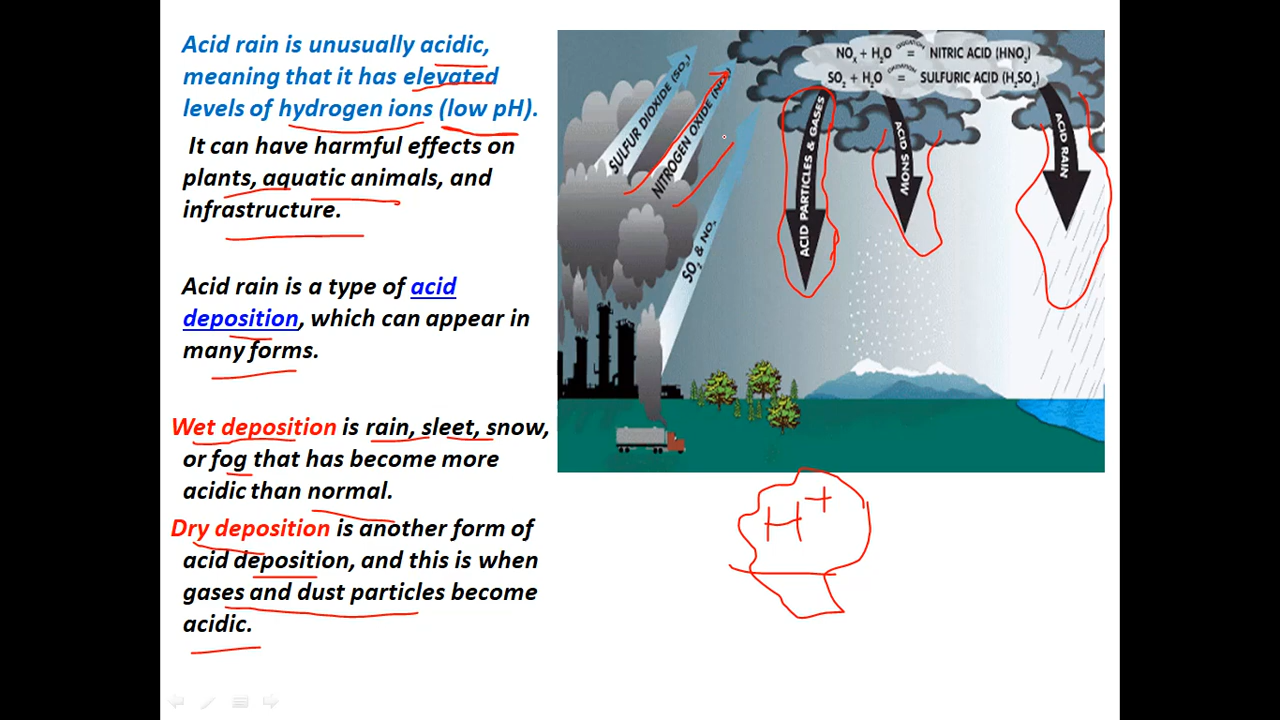 Acid rain is unusually acidic,
meaning that it has elevated
levels of hydrogen ions (low pH).
It can have harmful effects on
plants, aquatic animals, and
infrastructure.
Acid rain is a type of acid
deposition, which can appear in
many forms.
Wet deposition is rain, sleet, snow,
or fog that has become more
acidic than normal.
Dry deposition is another form of
acid deposition, and this is when
gases and dust particles become
acidic.
OXIDATION
NOₓ + H₂O = NITRIC ACID (HNO₃)
OXIDATION
SO₂ + H₂O = SULFURIC ACID (H₂SO₄)
SULFUR DIOXIDE (SO₂)
NITROGEN OXIDE
SO₂ & NOₓ
ACID PARTICLES & GASES
ACID SNOW
ACID RAIN
H⁺